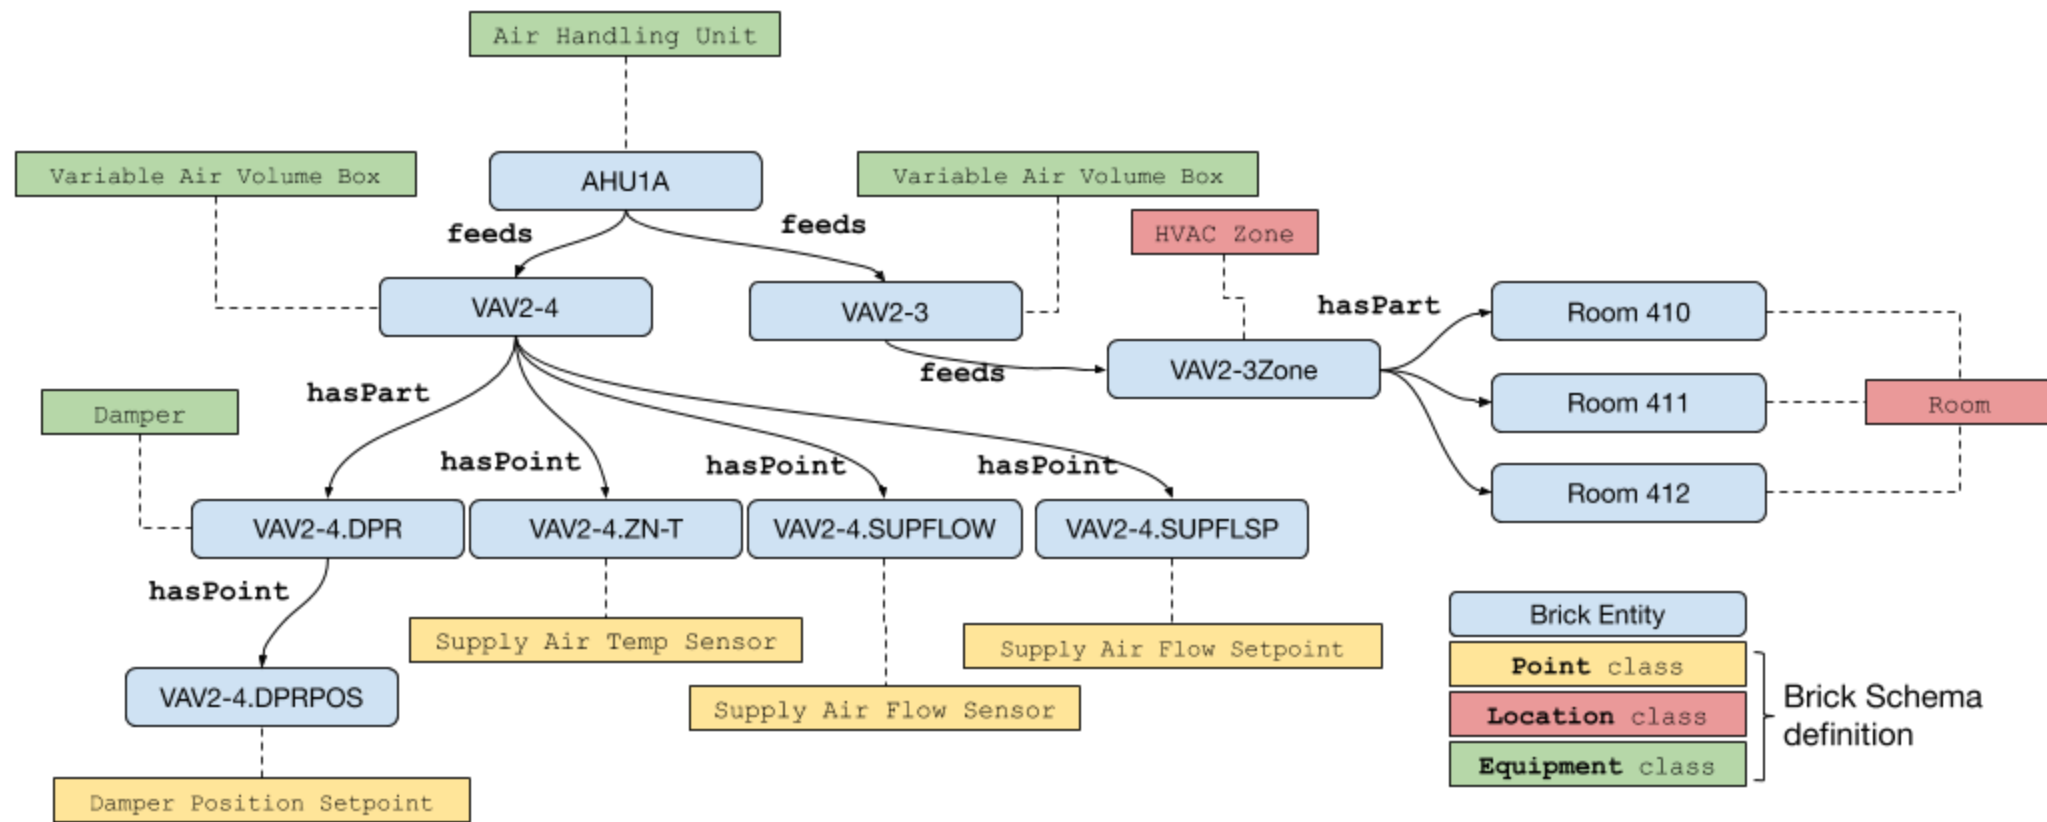 Air Handling Unit
Variable Air Volume Box
AHU1A
Variable Air Volume Box
feeds
feeds
HVAC Zone
VAV2-4
VAV2-3
hasPart
Room 410
feeds
VAV2-3Zone
hasPart
Damper
Room 411
Room
hasPoint
hasPoint
hasPoint
Room 412
VAV2-4.DPR
VAV2-4.ZN-T
VAV2-4.SUPFLOW
VAV2-4.SUPFLSP
hasPoint
Supply Air Temp Sensor
Supply Air Flow Setpoint
Brick Entity
Point class
VAV2-4.DPRPOS
Supply Air Flow Sensor
Location class
Brick Schema
definition
Equipment class
Damper Position Setpoint